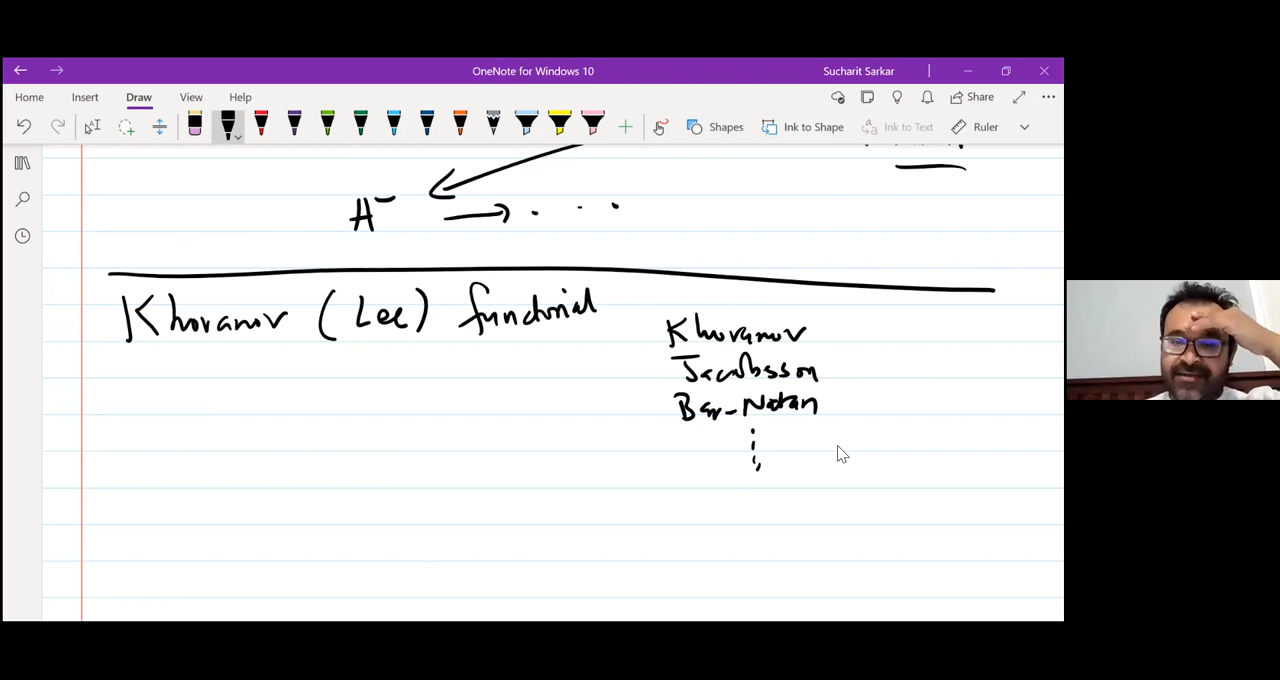 OneNote for Windows 10
Sucharit Sarkar
Home Insert Draw View Help
Share
Shapes
Ink to Shape
Ink to Text
Ruler
H⁻ → . . .
Khovanov (Lee) functorial
Khovanov
Jacobsson
Bar-Natan